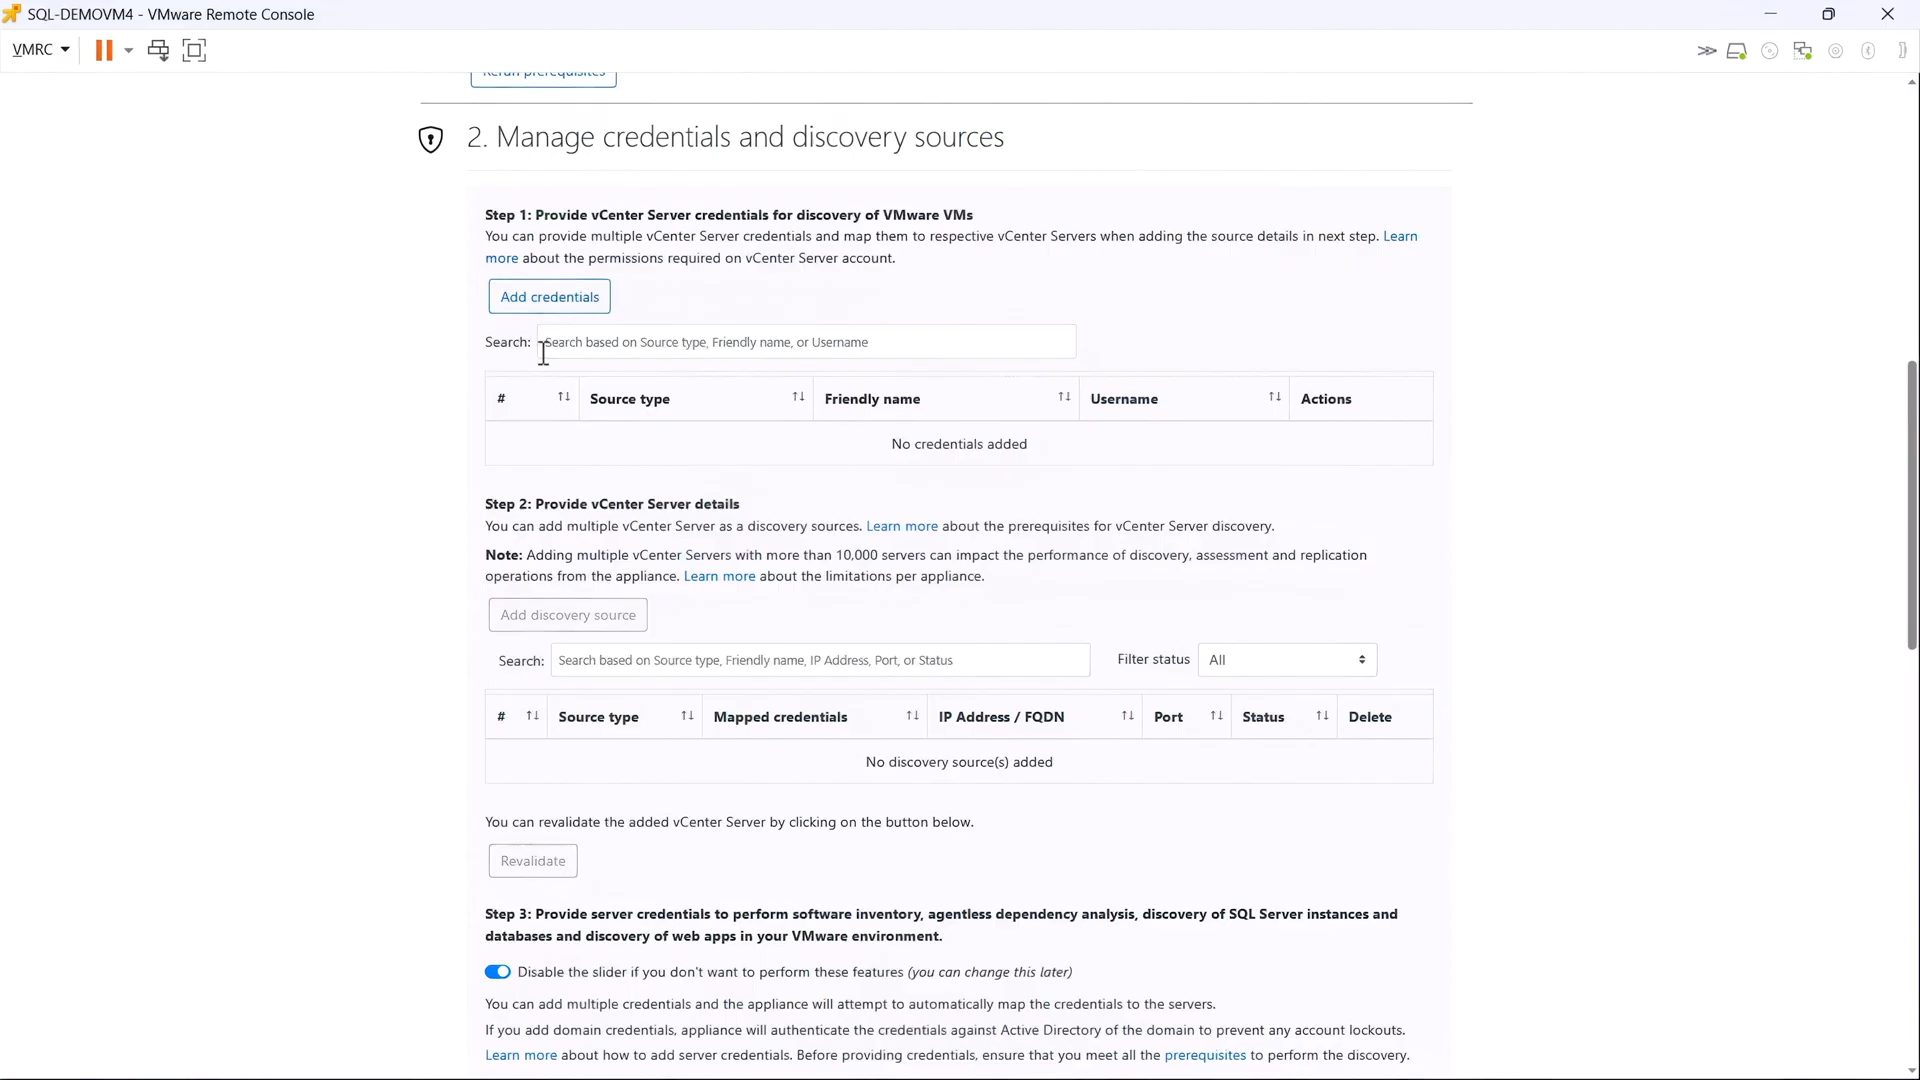 SQL-DEMOVM4 - VMware Remote Console
VMRC
Rerun prerequisites
2. Manage credentials and discovery sources
Step 1: Provide vCenter Server credentials for discovery of VMware VMs
You can provide multiple vCenter Server credentials and map them to respective vCenter Servers when adding the source details in next step. Learn
more about the permissions required on vCenter Server account.
Add credentials
Search: Search based on Source type, Friendly name, or Username
# Source type Friendly name Username Actions
No credentials added
Step 2: Provide vCenter Server details
You can add multiple vCenter Server as a discovery sources. Learn more about the prerequisites for vCenter Server discovery.
Note: Adding multiple vCenter Servers with more than 10,000 servers can impact the performance of discovery, assessment and replication
operations from the appliance. Learn more about the limitations per appliance.
Add discovery source
Search: Search based on Source type, Friendly name, IP Address, Port, or Status Filter status All
# Source type Mapped credentials IP Address / FQDN Port Status Delete
No discovery source(s) added
You can revalidate the added vCenter Server by clicking on the button below.
Revalidate
Step 3: Provide server credentials to perform software inventory, agentless dependency analysis, discovery of SQL Server instances and
databases and discovery of web apps in your VMware environment.
Disable the slider if you don't want to perform these features (you can change this later)
You can add multiple credentials and the appliance will attempt to automatically map the credentials to the servers.
If you add domain credentials, appliance will authenticate the credentials against Active Directory of the domain to prevent any account lockouts.
Learn more about how to add server credentials. Before providing credentials, ensure that you meet all the prerequisites to perform the discovery.